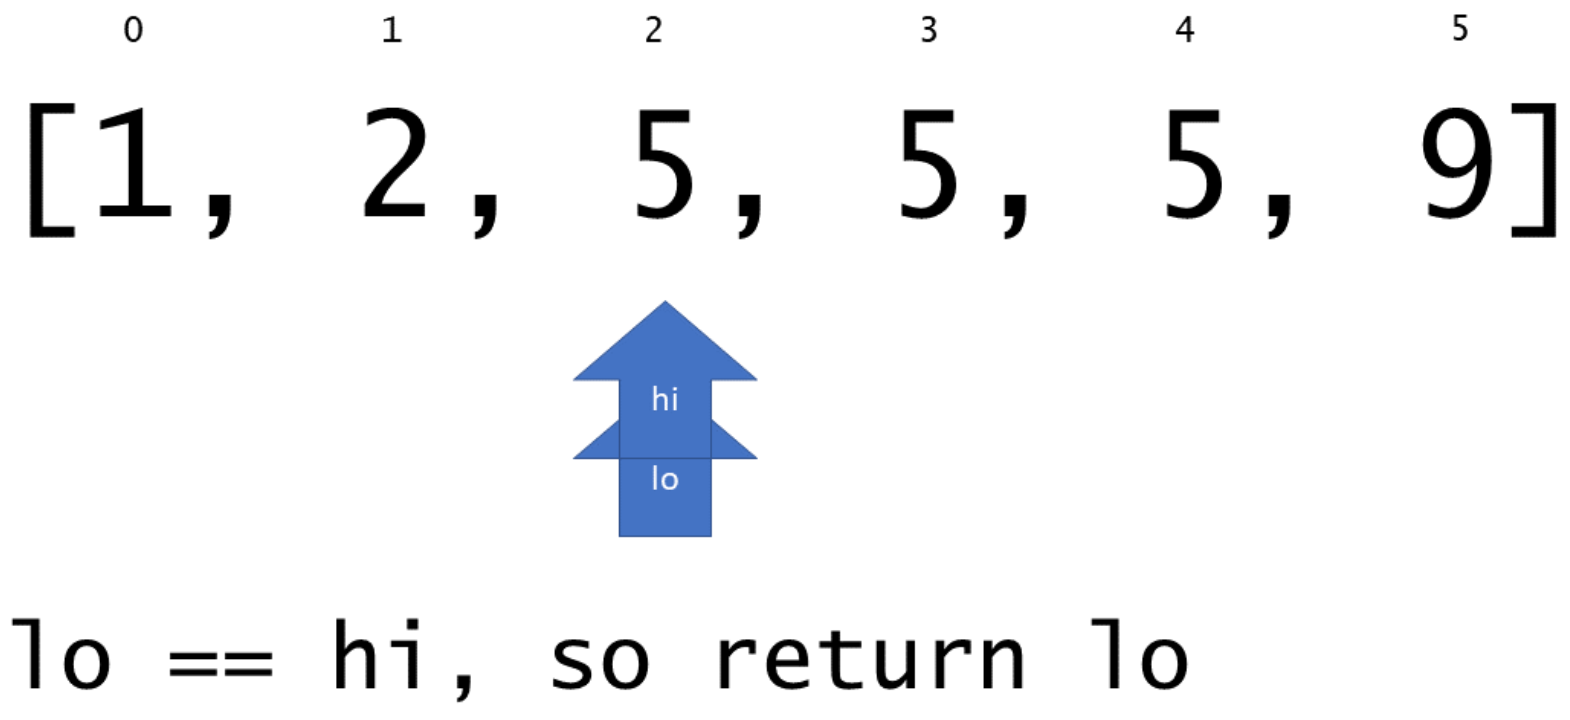 0 1 2 3 4 5
[1, 2, 5, 5, 5, 9]
hi
lo
lo == hi, so return lo